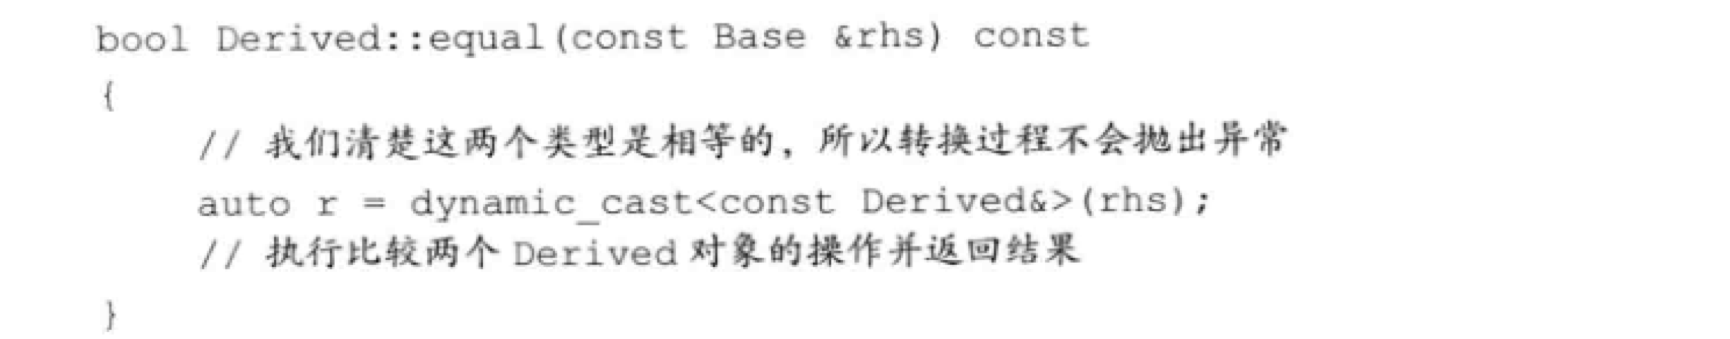 bool Derived::equal(const Base &rhs) const
{
// 我们清楚这两个类型是相等的，所以转换过程不会抛出异常
auto r = dynamic_cast<const Derived&>(rhs);
// 执行比较两个 Derived 对象的操作并返回结果
}